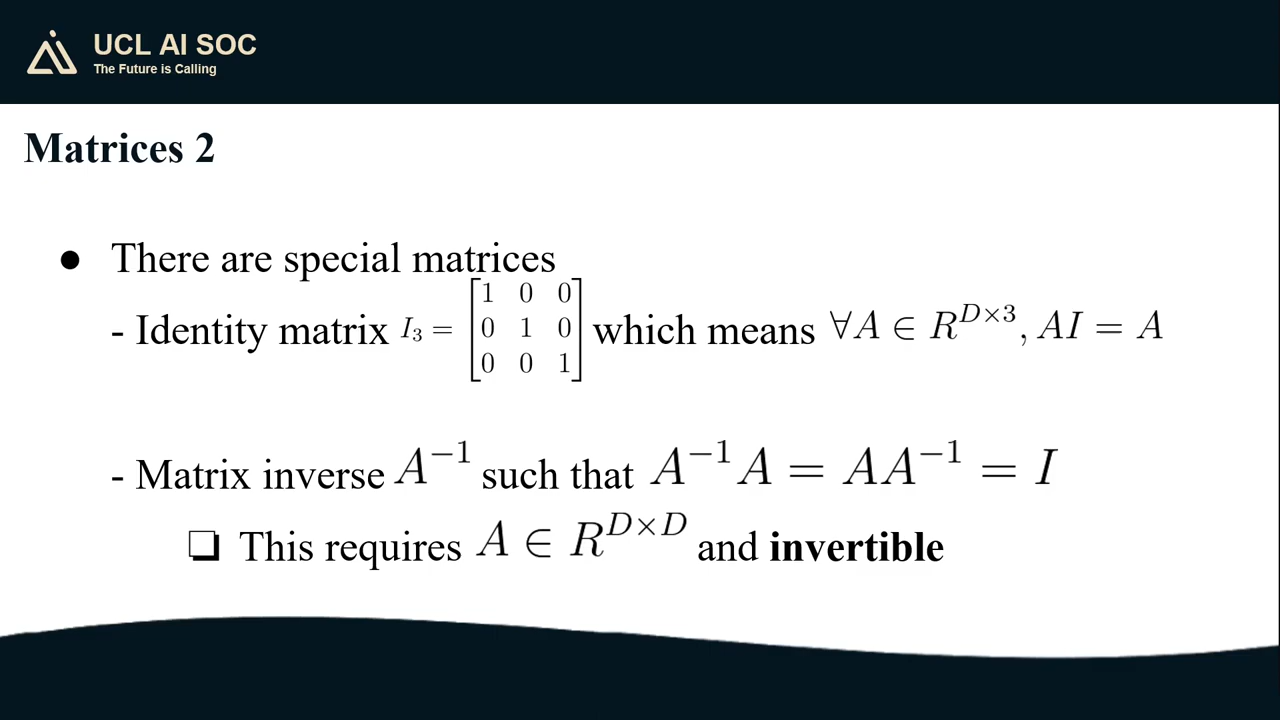 UCL AI SOC
The Future is Calling
Matrices 2
● There are special matrices
- Identity matrix I₃ = [1 0 0; 0 1 0; 0 0 1] which means ∀A ∈ R^{D×3}, AI = A
- Matrix inverse A⁻¹ such that A⁻¹A = AA⁻¹ = I
❏ This requires A ∈ R^{D×D} and invertible